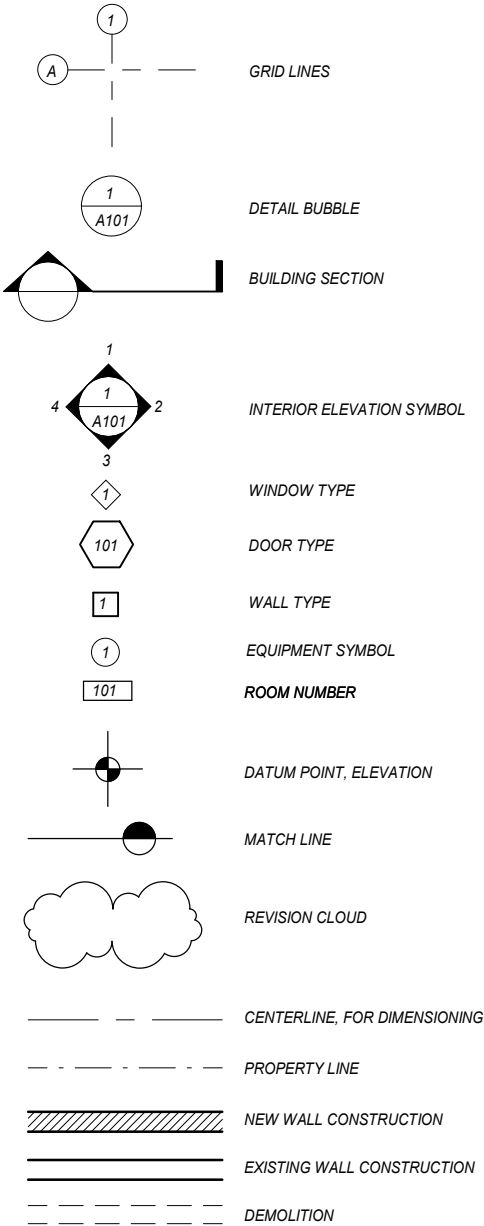 1
A
GRID LINES
1
A101
DETAIL BUBBLE
BUILDING SECTION
1
4
1
A101
2
3
INTERIOR ELEVATION SYMBOL
1
WINDOW TYPE
101
DOOR TYPE
1
WALL TYPE
1
EQUIPMENT SYMBOL
101
ROOM NUMBER
DATUM POINT, ELEVATION
MATCH LINE
REVISION CLOUD
CENTERLINE, FOR DIMENSIONING
PROPERTY LINE
NEW WALL CONSTRUCTION
EXISTING WALL CONSTRUCTION
DEMOLITION